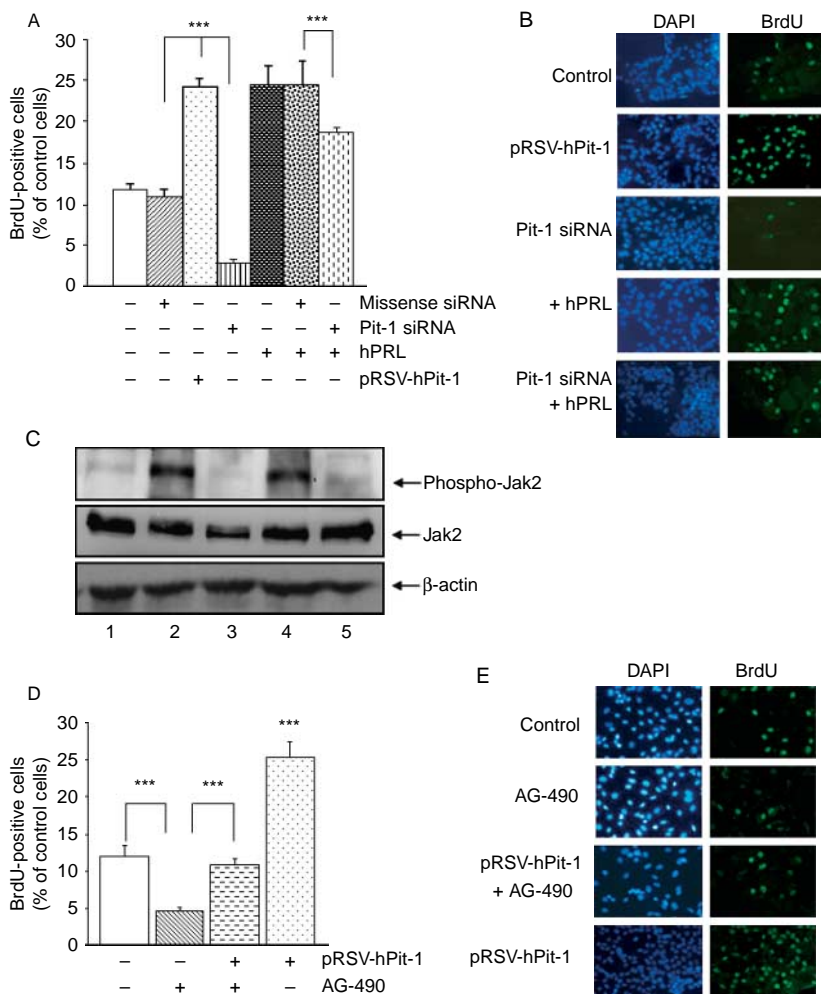 A
***
***
30
25
20
15
10
5
0
BrdU-positive cells
(% of control cells)
– + – – – + – Missense siRNA
– – – + – – + Pit-1 siRNA
– – – – + + + hPRL
– – + – – – – pRSV-hPit-1
B
DAPI BrdU
Control
pRSV-hPit-1
Pit-1 siRNA
+ hPRL
Pit-1 siRNA
+ hPRL
C
Phospho-Jak2
Jak2
β-actin
1 2 3 4 5
D
***
***
***
30
25
20
15
10
5
0
BrdU-positive cells
(% of control cells)
– – + + pRSV-hPit-1
– + + – AG-490
E
DAPI BrdU
Control
AG-490
pRSV-hPit-1
+ AG-490
pRSV-hPit-1